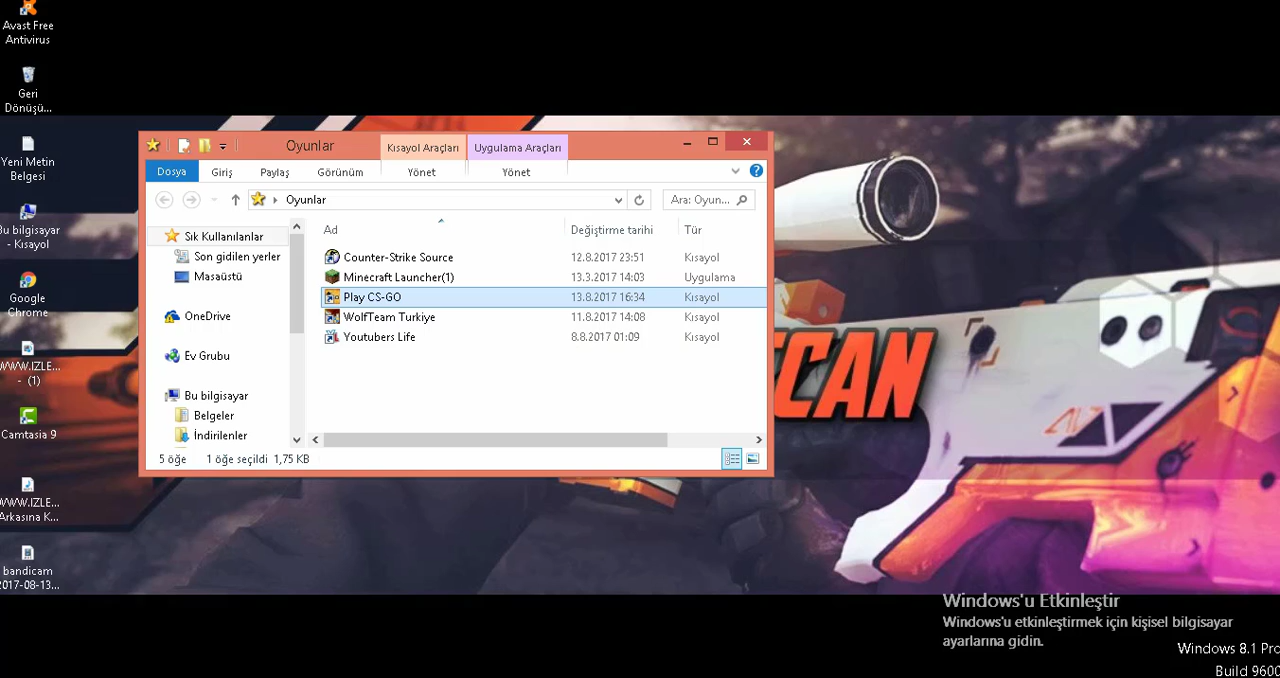 Avast Free
Antivirus
Geri
Dönüşü...
Yeni Metin
Belgesi
Bu bilgisayar
- Kısayol
Google
Chrome
WWW.IZLE...
- (1)
Camtasia 9
WWW.IZLE...
Arkasına K...
bandicam
2017-08-13...
Oyunlar
Kısayol Araçları
Uygulama Araçları
Dosya
Giriş
Paylaş
Görünüm
Yönet
Yönet
Oyunlar
Ara: Oyun...
Sık Kullanılanlar
Son gidilen yerler
Masaüstü
OneDrive
Ev Grubu
Bu bilgisayar
Belgeler
İndirilenler
Ad Değiştirme tarihi Tür
Counter-Strike Source 12.8.2017 23:51 Kısayol
Minecraft Launcher(1) 13.3.2017 14:03 Uygulama
Play CS-GO 13.8.2017 16:34 Kısayol
WolfTeam Turkiye 11.8.2017 14:08 Kısayol
Youtubers Life 8.8.2017 01:09 Kısayol
5 öğe 1 öğe seçildi 1,75 KB
CAN
Windows'u Etkinleştir
Windows'u etkinleştirmek için kişisel bilgisayar
ayarlarına gidin.
Windows 8.1 Pro
Build 9600